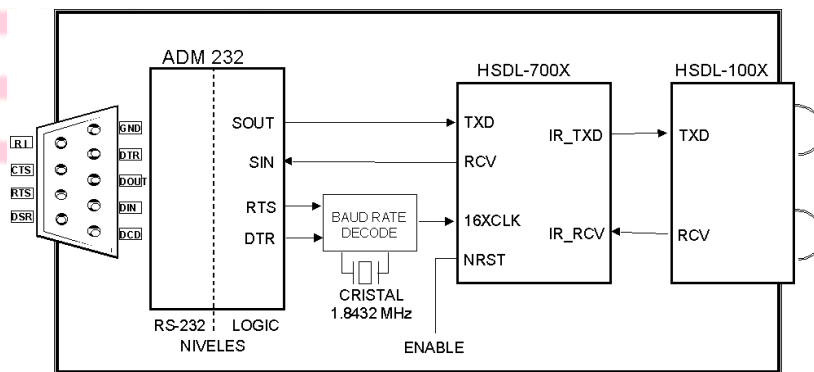 ADM 232
HSDL-700X
HSDL-100X
GND
R.I
DTR
CTS
DOUT
RTS
DIN
DSR
DCD
SOUT
SIN
RTS
DTR
RS-232
LOGIC
NIVELES
BAUD RATE
DECODE
CRISTAL
1.8432 MHz
TXD
RCV
16XCLK
NRST
ENABLE
IR_TXD
IR_RCV
TXD
RCV